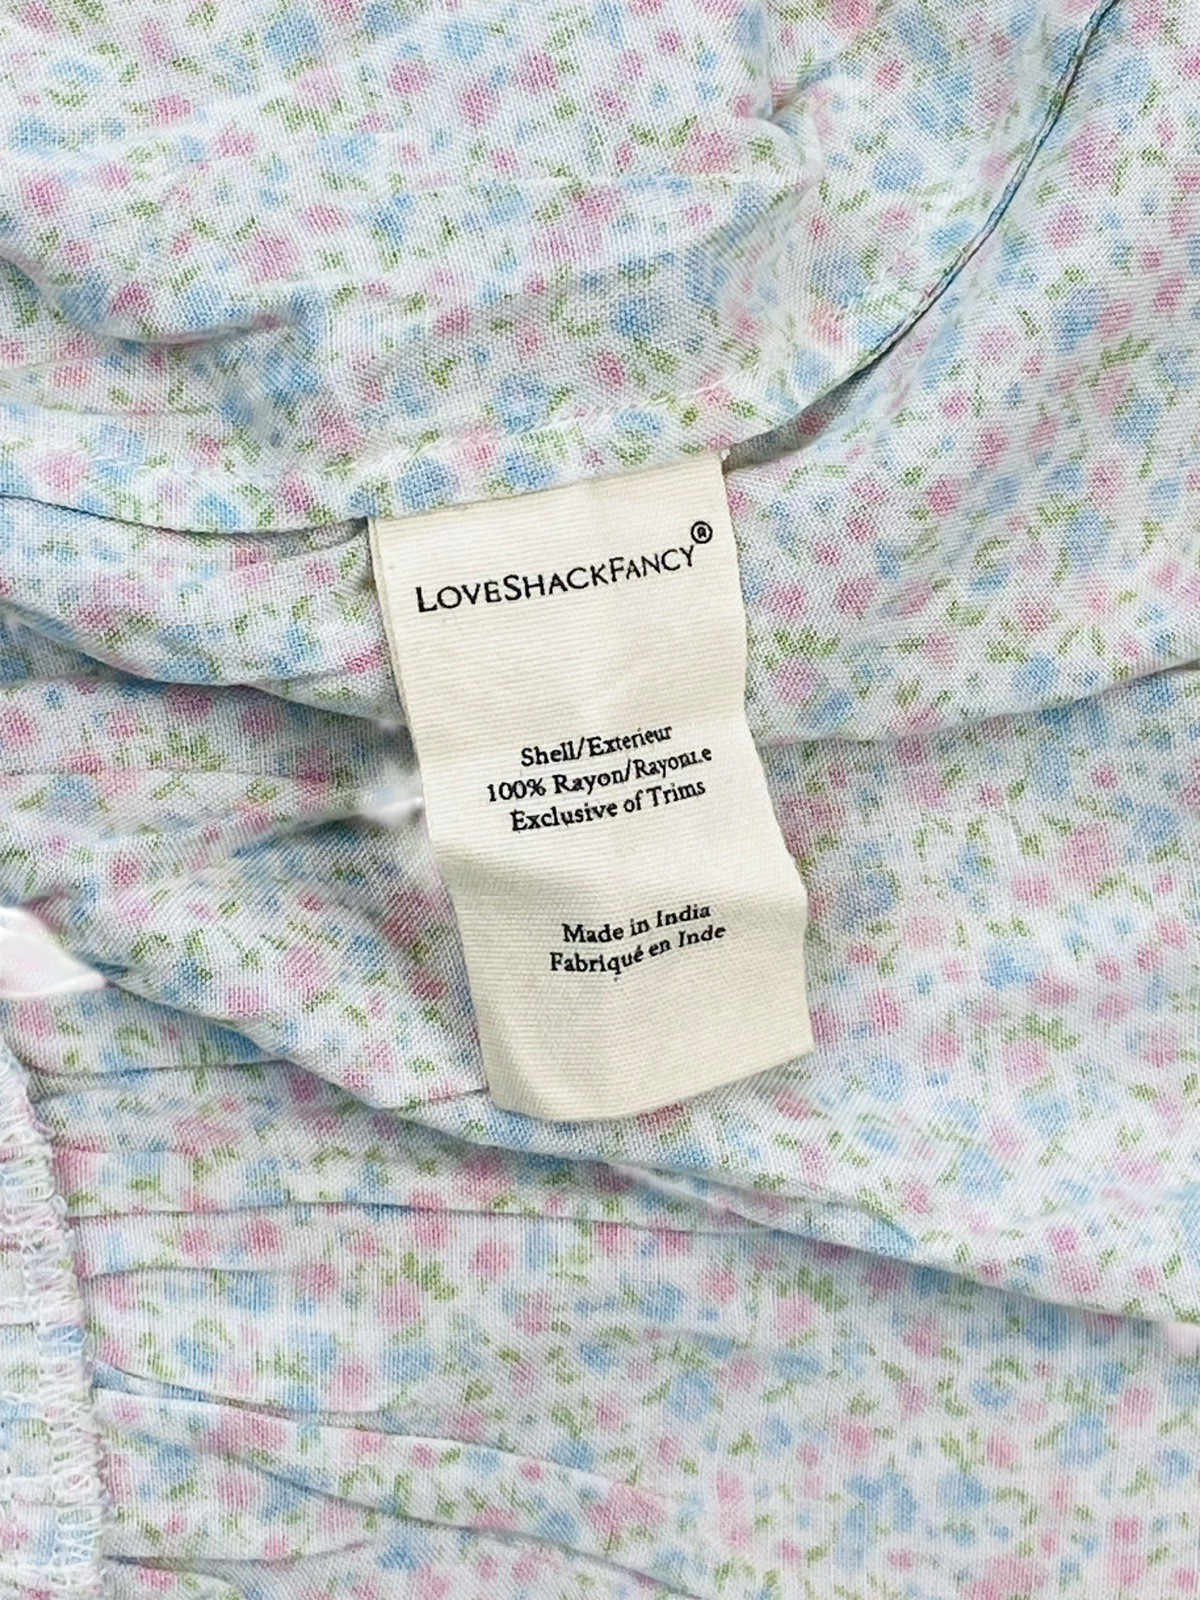 LoveShackFancy®
Shell/Exterieur
100% Rayon/Rayonne
Exclusive of Trims
Made in India
Fabriqué en Inde